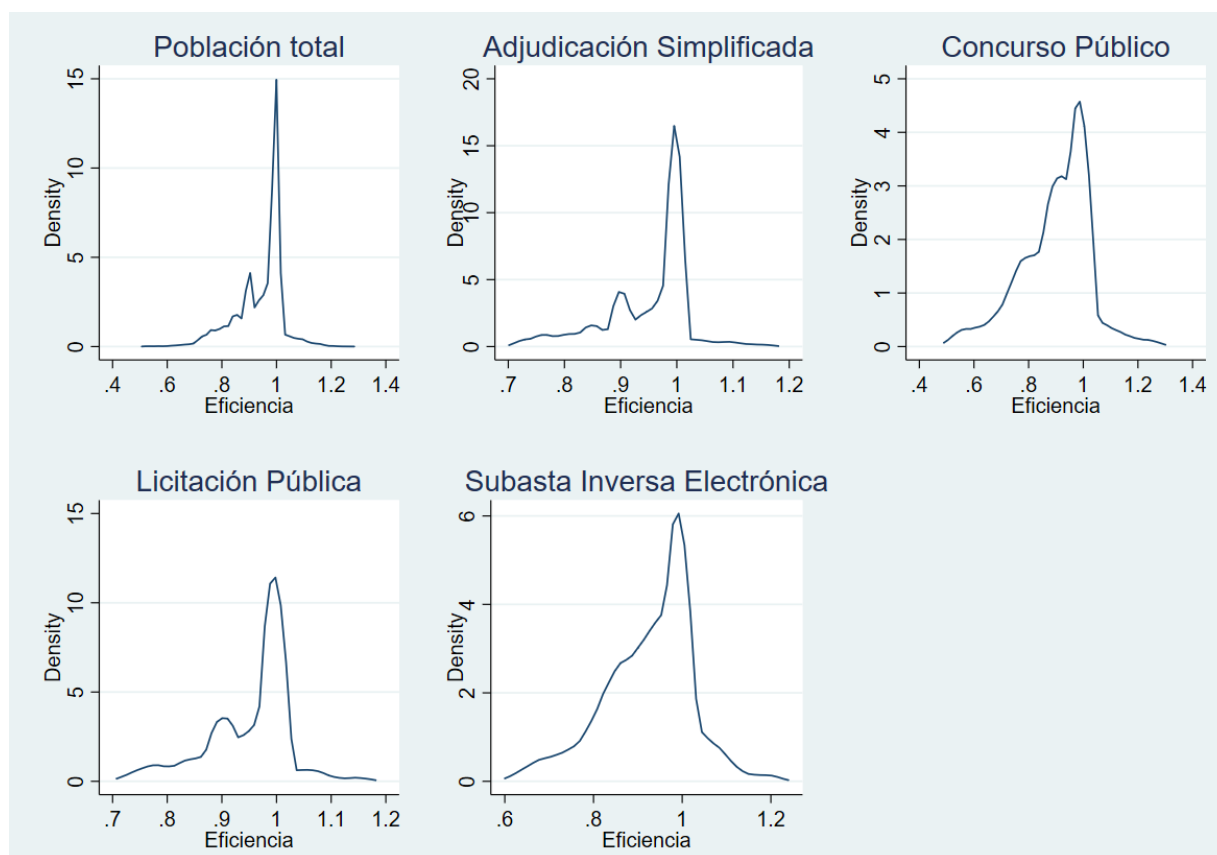 Población total
Density
15
10
5
0
.4 .6 .8 1 1.2 1.4
Eficiencia
Adjudicación Simplificada
Density
20
15
10
5
0
.7 .8 .9 1 1.1 1.2
Eficiencia
Concurso Público
Density
5
4
3
2
1
0
.4 .6 .8 1 1.2 1.4
Eficiencia
Licitación Pública
Density
15
10
5
0
.7 .8 .9 1 1.1 1.2
Eficiencia
Subasta Inversa Electrónica
Density
6
4
2
0
.6 .8 1 1.2
Eficiencia